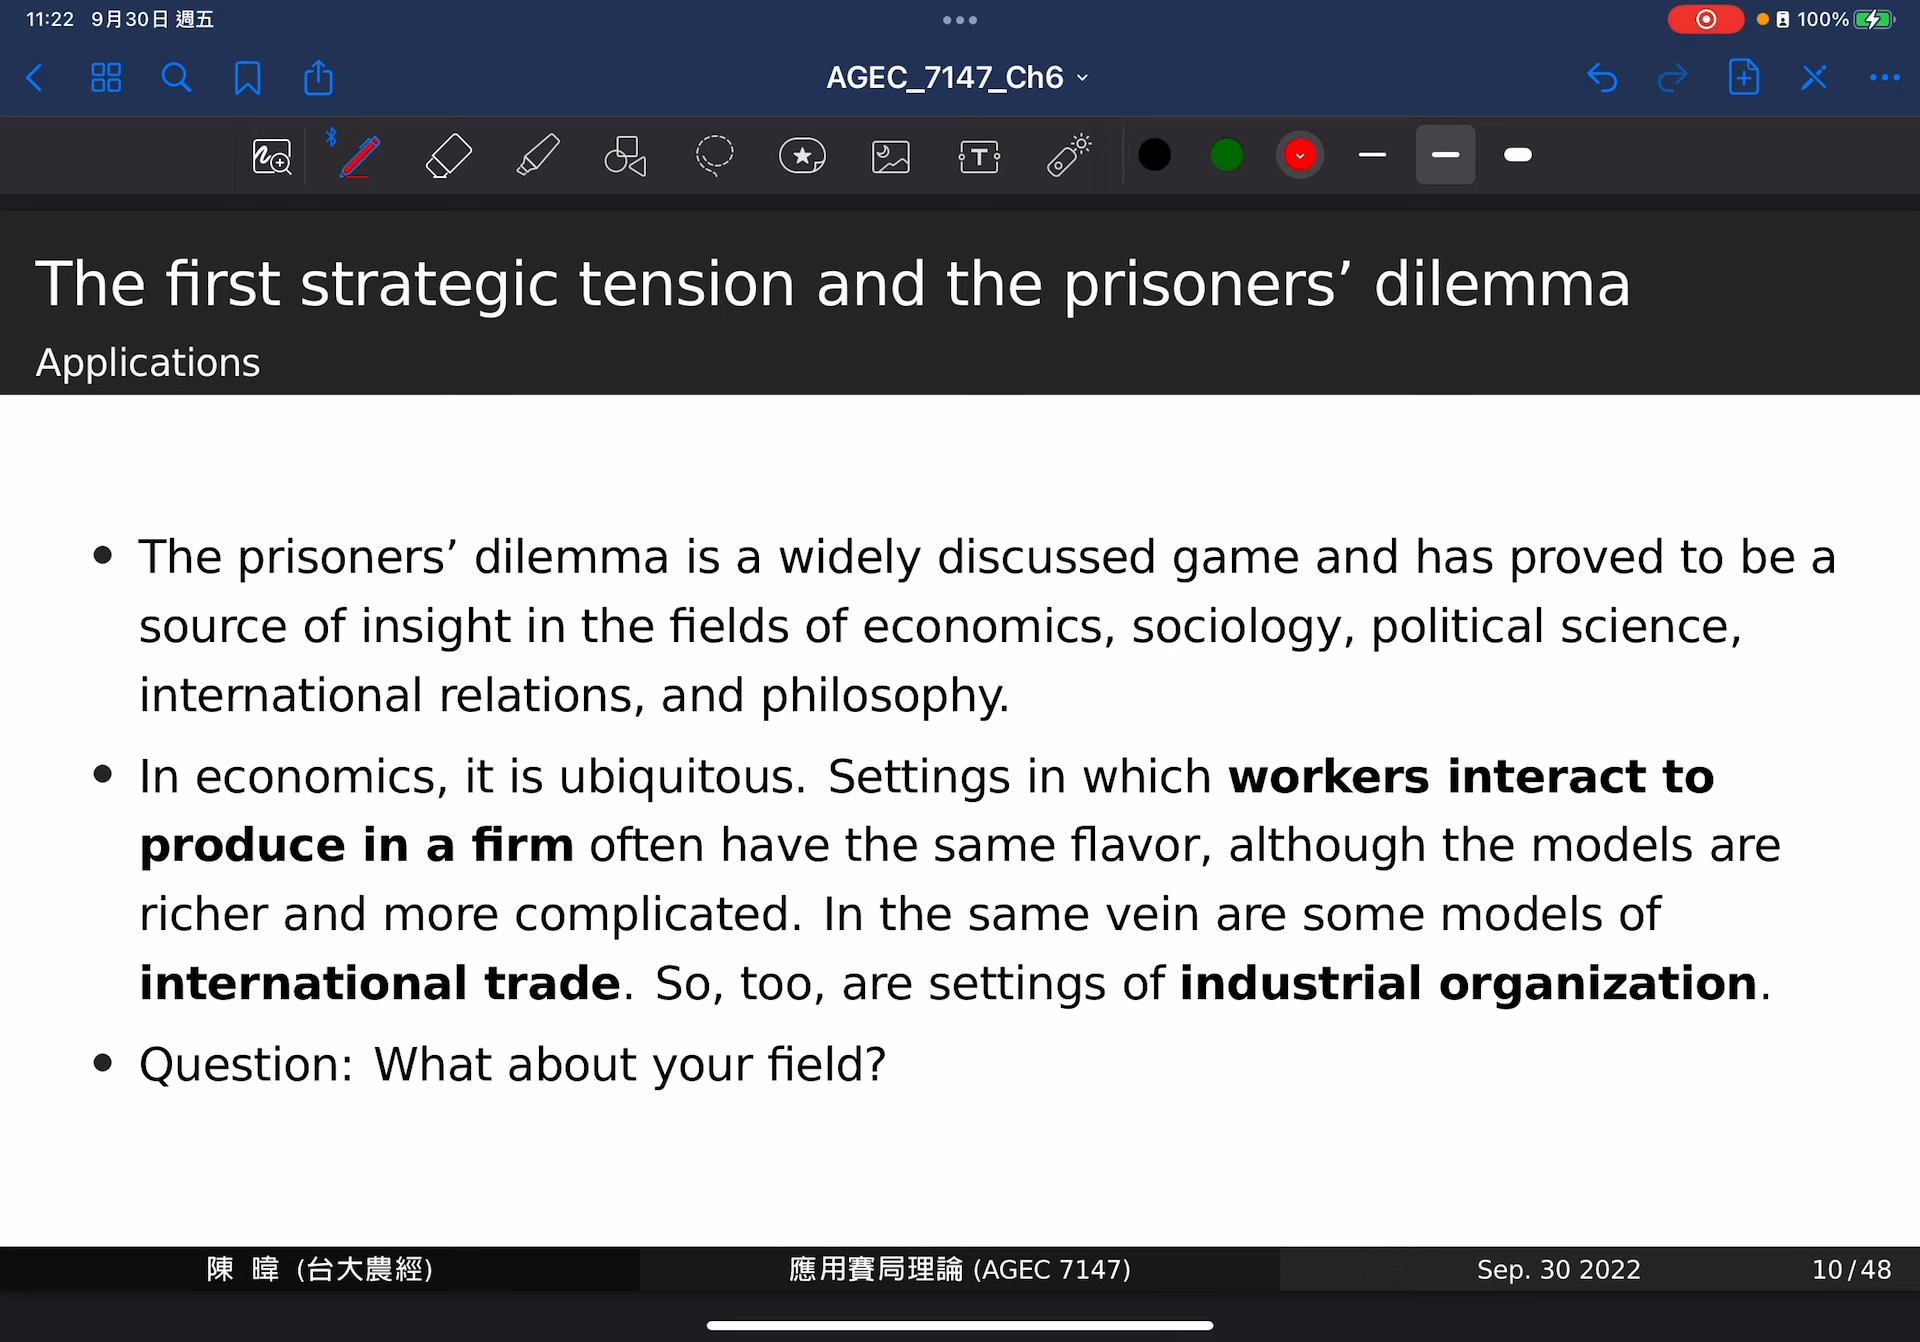 11:22 9月30日 週五
100%
AGEC_7147_Ch6
T
The first strategic tension and the prisoners’ dilemma
Applications
• The prisoners’ dilemma is a widely discussed game and has proved to be a
source of insight in the fields of economics, sociology, political science,
international relations, and philosophy.
• In economics, it is ubiquitous. Settings in which workers interact to
produce in a firm often have the same flavor, although the models are
richer and more complicated. In the same vein are some models of
international trade. So, too, are settings of industrial organization.
• Question: What about your field?
陳 暐 (台大農經) 應用賽局理論 (AGEC 7147) Sep. 30 2022 10/48